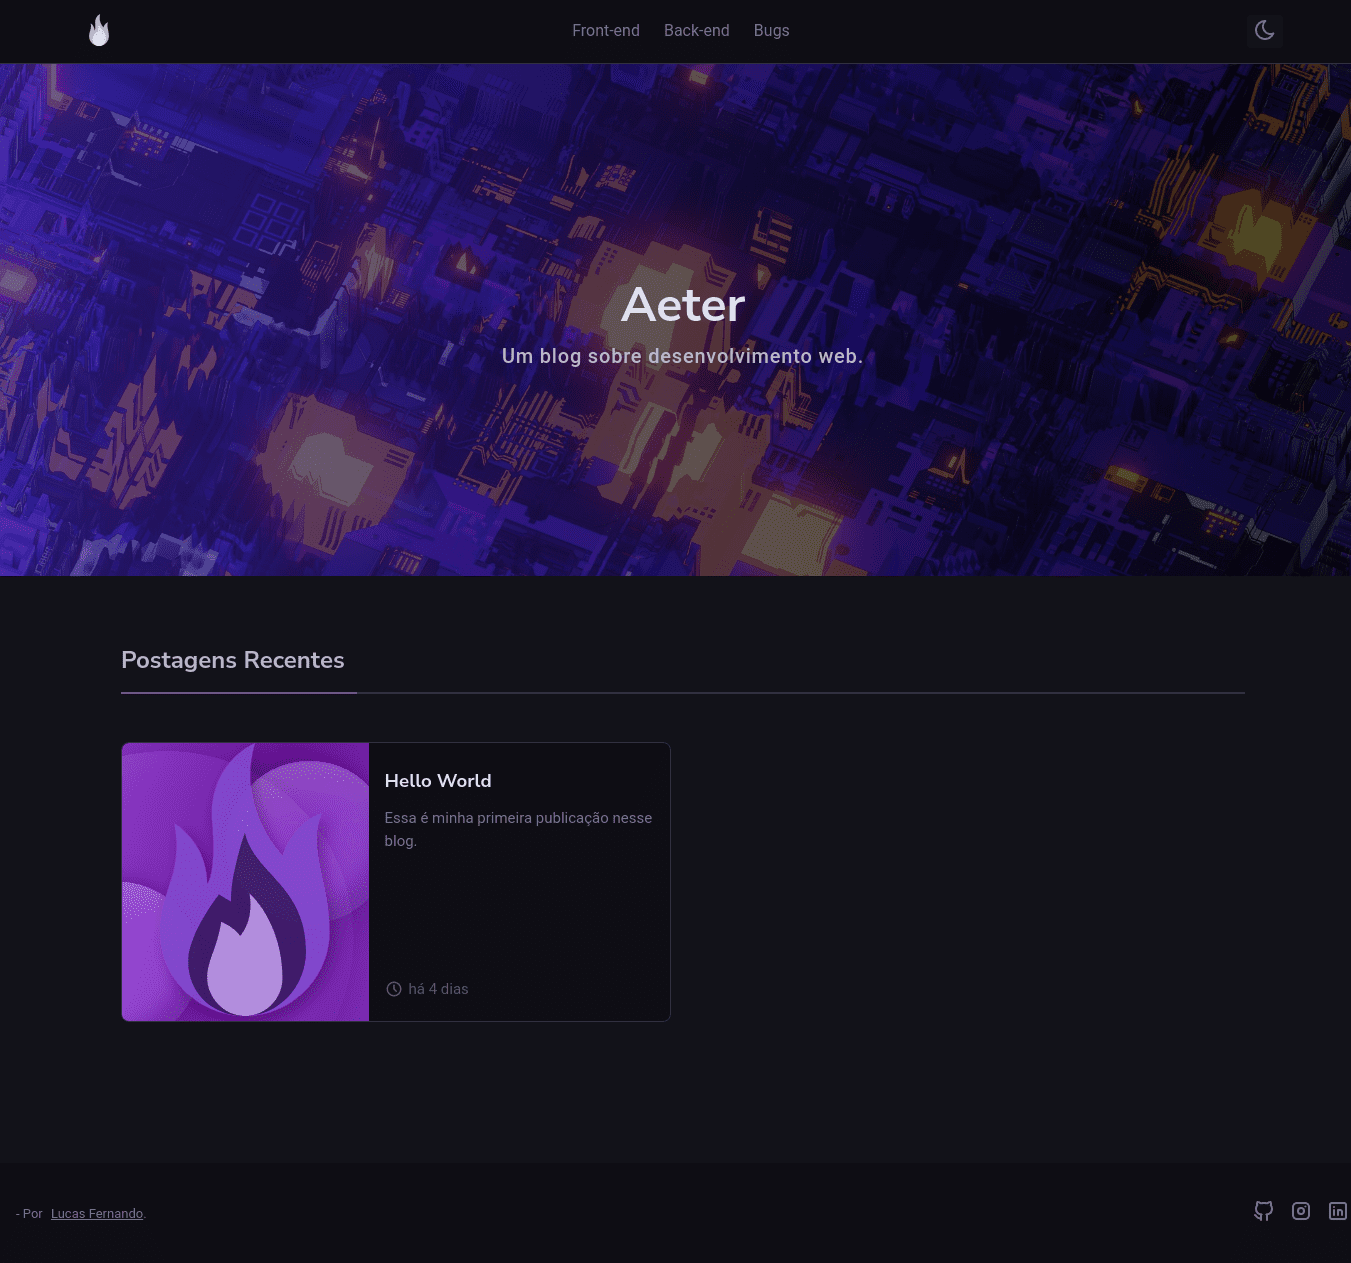 Front-end Back-end Bugs
Aeter
Um blog sobre desenvolvimento web.
Postagens Recentes
Hello World
Essa é minha primeira publicação nesse
blog.
há 4 dias
- Por Lucas Fernando.